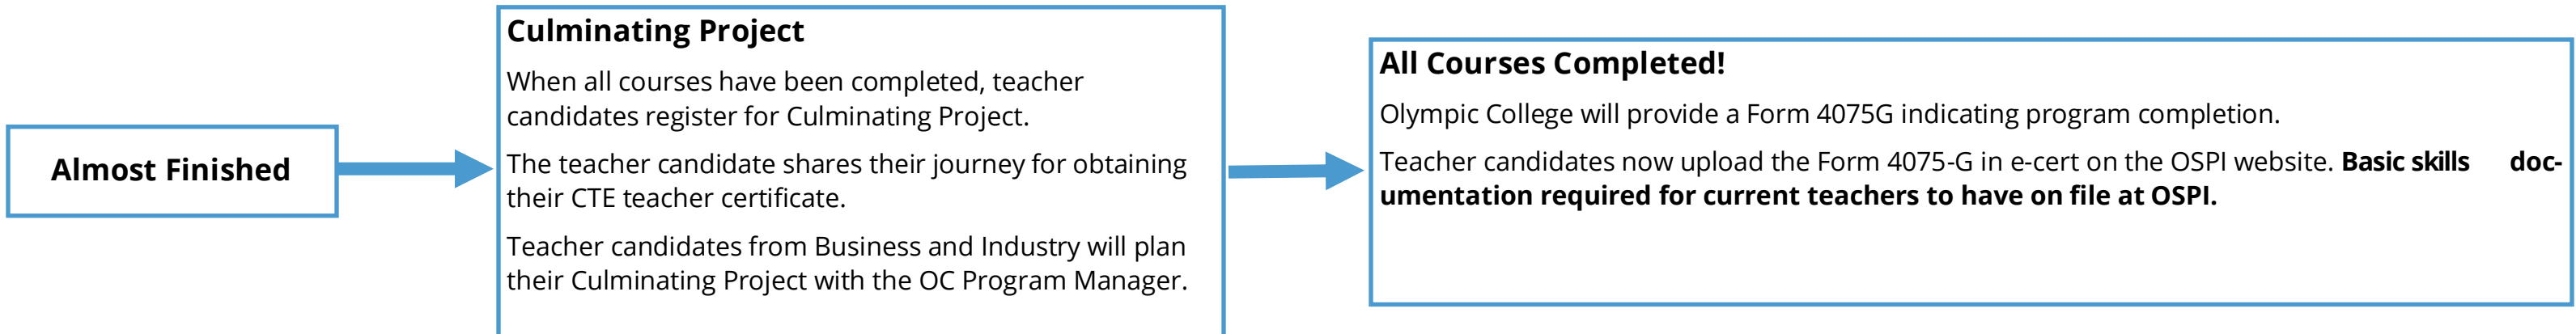 Almost Finished
Culminating Project
When all courses have been completed, teacher
candidates register for Culminating Project.
The teacher candidate shares their journey for obtaining
their CTE teacher certificate.
Teacher candidates from Business and Industry will plan
their Culminating Project with the OC Program Manager.
All Courses Completed!
Olympic College will provide a Form 4075G indicating program completion.
Teacher candidates now upload the Form 4075-G in e-cert on the OSPI website. Basic skills doc-
umentation required for current teachers to have on file at OSPI.